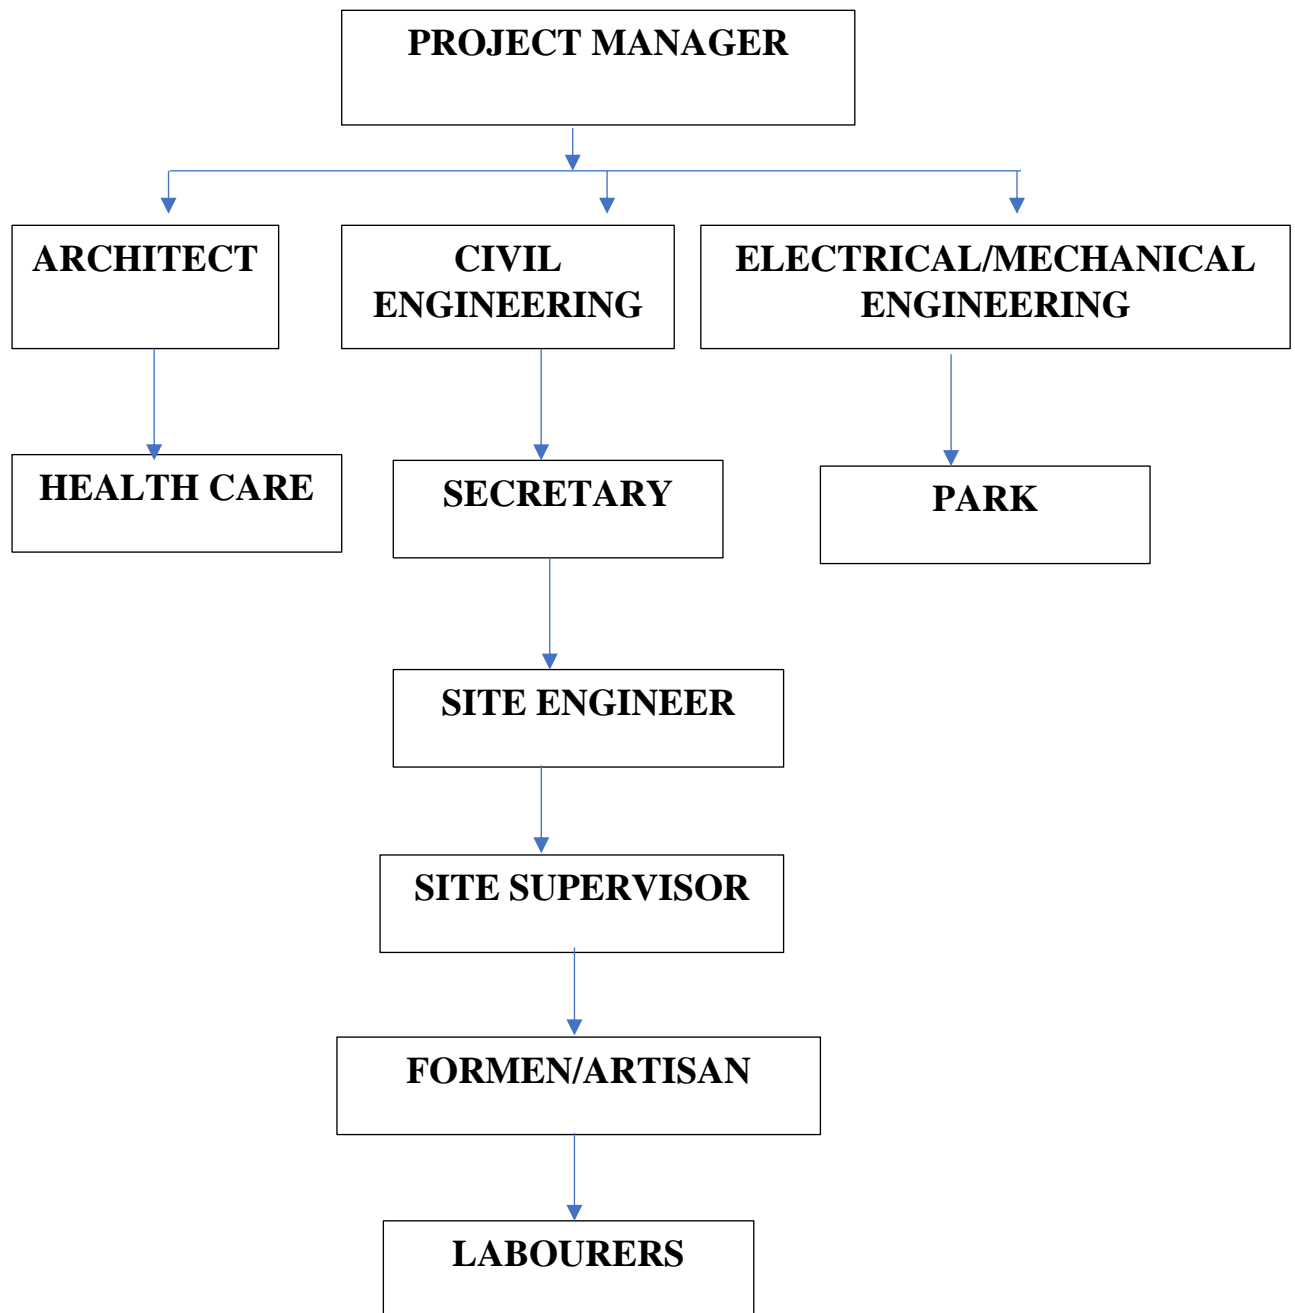 PROJECT MANAGER
ARCHITECT
CIVIL
ENGINEERING
ELECTRICAL/MECHANICAL
ENGINEERING
HEALTH CARE
SECRETARY
PARK
SITE ENGINEER
SITE SUPERVISOR
FORMEN/ARTISAN
LABOURERS